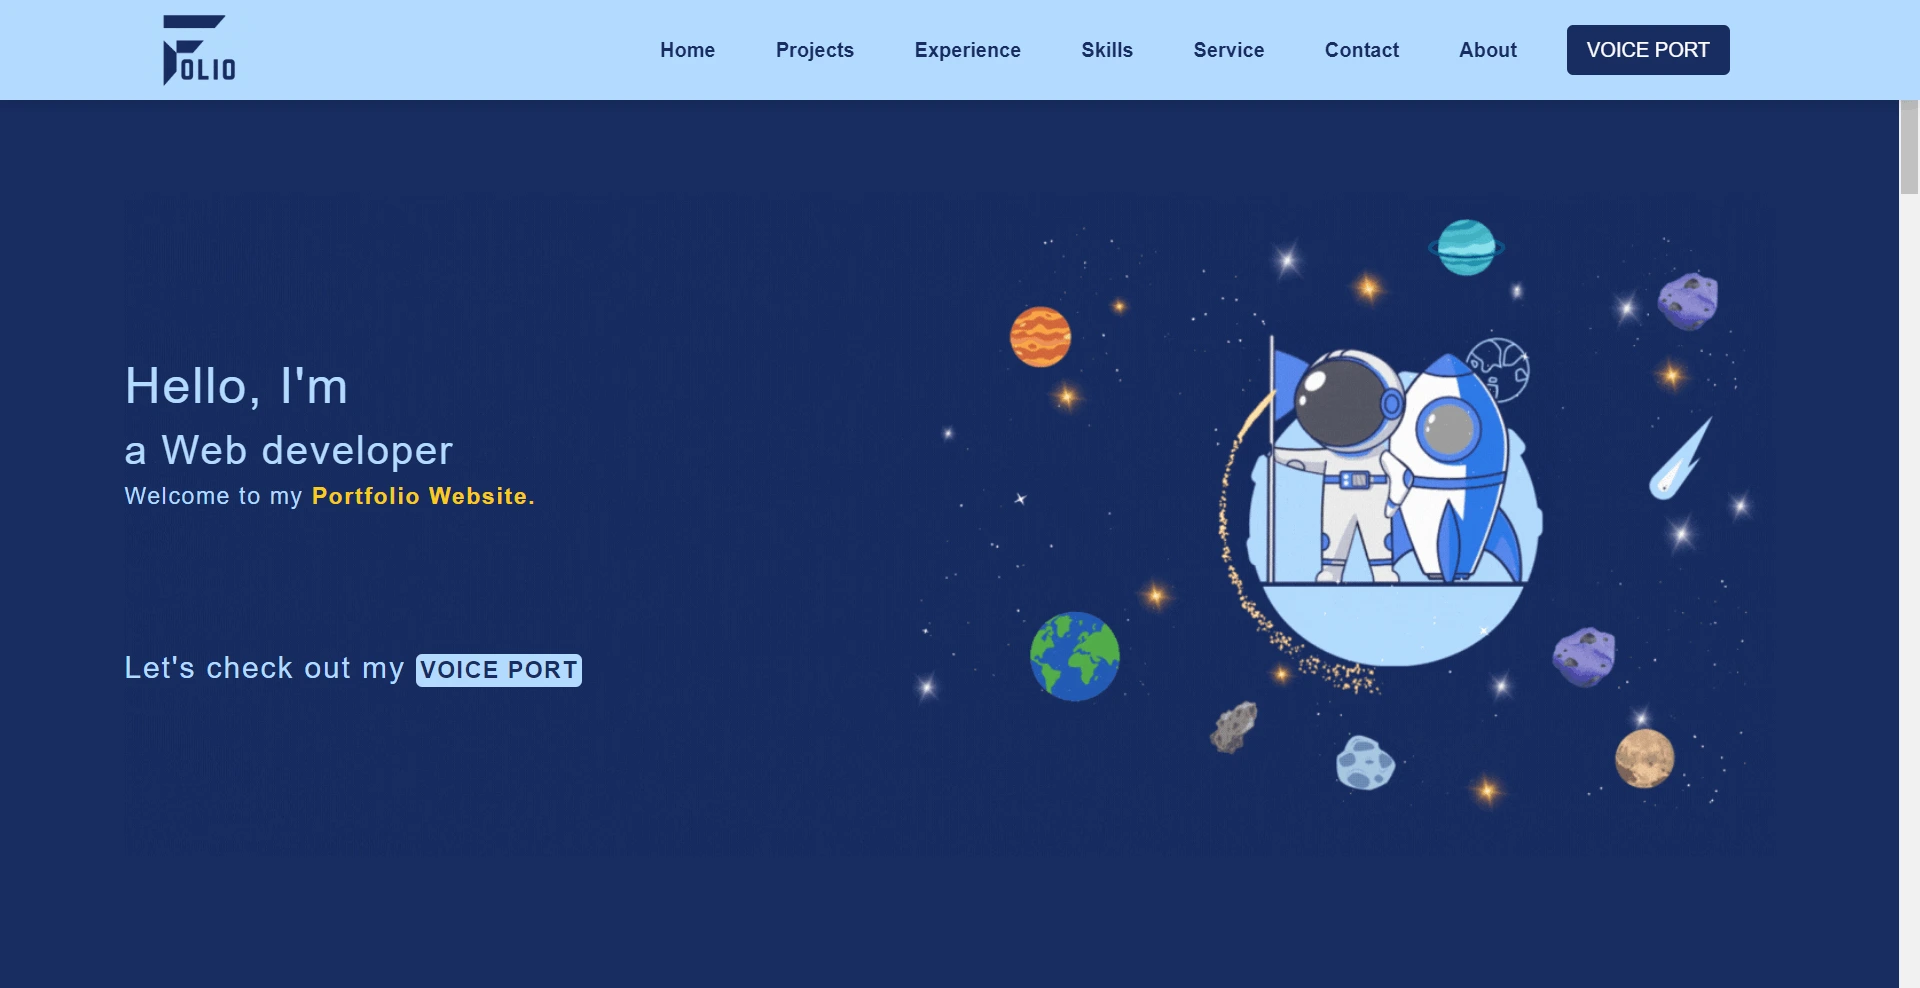 FOLIO
Home Projects Experience Skills Service Contact About VOICE PORT
Hello, I'm
a Web developer
Welcome to my Portfolio Website.
Let's check out my VOICE PORT